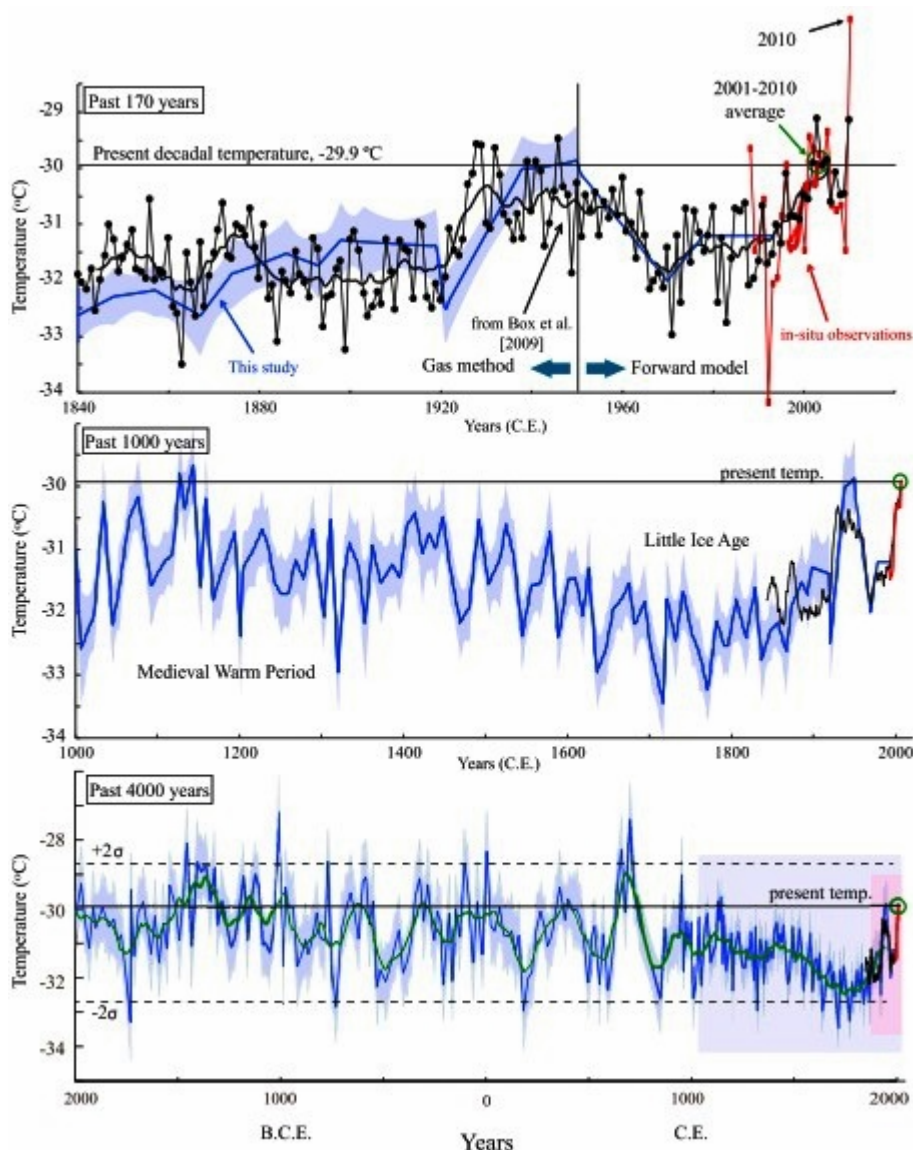 2010
-29
Past 170 years
2001-2010
average
-30
Present decadal temperature, -29.9 °C
Temperature (°C)
-31
-32
-33
from Box et al.
[2009]
in-situ observations
This study
Gas method
Forward model
-34
1840
1880
1920
1960
2000
Years (C.E.)
Past 1000 years
-30
present temp.
Temperature (°C)
-31
Little Ice Age
-32
-33
Medieval Warm Period
-34
1000
1200
1400
1600
1800
2000
Years (C.E.)
Past 4000 years
-28
+2σ
Temperature (°C)
present temp.
-30
-32
-2σ
-34
2000
1000
0
1000
2000
B.C.E.
Years
C.E.